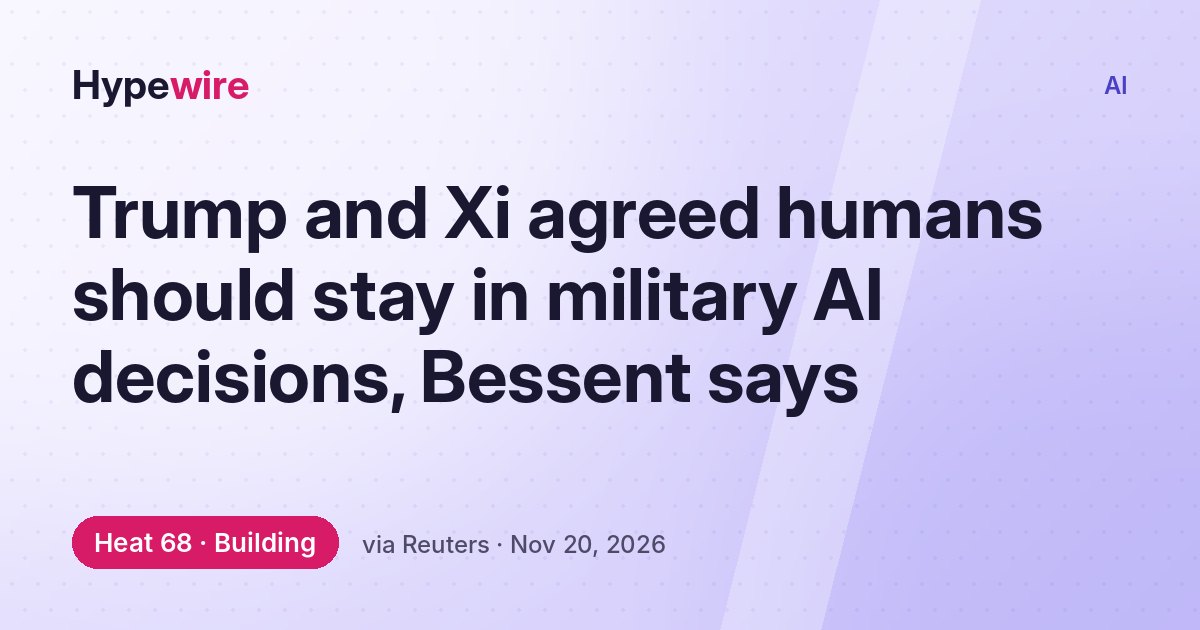 Hypewire
AI
Trump and Xi agreed humans
should stay in military AI
decisions, Bessent says
Heat 68 · Building
via Reuters · Nov 20, 2026